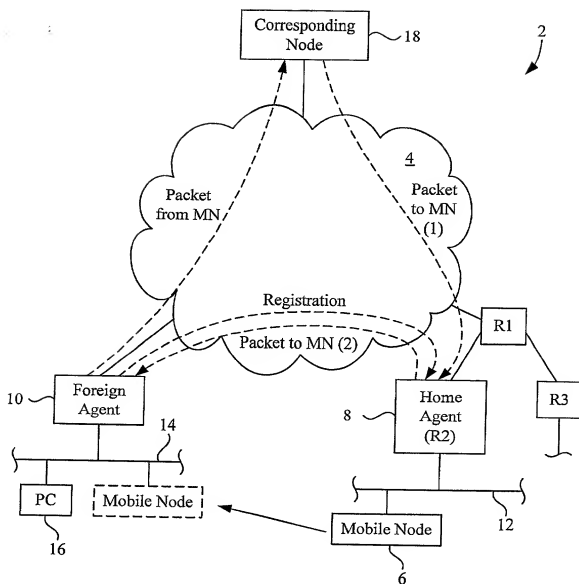 Corresponding
Node
18
2
4
Packet
from MN
Packet
to MN
(1)
Registration
Packet to MN (2)
R1
10
Foreign
Agent
8
Home
Agent
(R2)
R3
14
PC
Mobile Node
12
16
Mobile Node
6